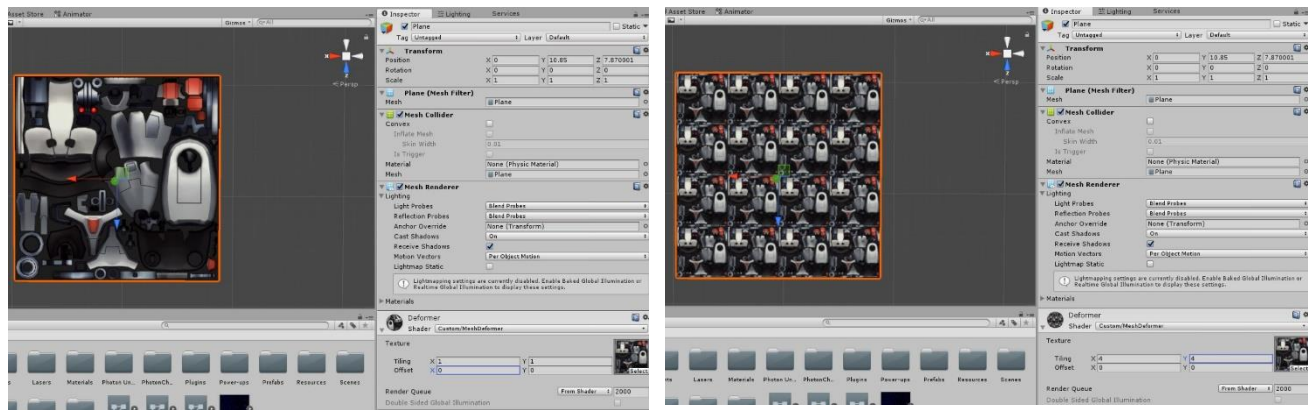 Asset Store Animator
Gizmos All
Persp
Inspector Lighting Services
Plane Static
Tag Untagged Layer Default
Transform
Position X 0 Y 10.85 Z 7.870001
Rotation X 0 Y 0 Z 0
Scale X 1 Y 1 Z 1
Plane (Mesh Filter)
Mesh Plane
Mesh Collider
Convex
Inflate Mesh
Skin Width 0.01
Is Trigger
Material None (Physic Material)
Mesh Plane
Mesh Renderer
Lighting
Light Probes Blend Probes
Reflection Probes Blend Probes
Anchor Override None (Transform)
Cast Shadows On
Receive Shadows
Motion Vectors Per Object Motion
Lightmap Static
Lightmapping settings are currently disabled. Enable Baked Global Illumination or
Realtime Global Illumination to display these settings.
Materials
Deformer
Shader Custom/MeshDeformer
Texture
Tiling X 1 Y 1
Offset X 0 Y 0
Select
Render Queue From Shader 2000
Double Sided Global Illumination
Lasers Materials Photon Un... PhotonCh... Plugins Power-ups Prefabs Resources Scenes
Asset Store Animator
Gizmos All
Persp
Inspector Lighting Services
Plane Static
Tag Untagged Layer Default
Transform
Position X 0 Y 10.85 Z 7.870001
Rotation X 0 Y 0 Z 0
Scale X 1 Y 1 Z 1
Plane (Mesh Filter)
Mesh Plane
Mesh Collider
Convex
Inflate Mesh
Skin Width 0.01
Is Trigger
Material None (Physic Material)
Mesh Plane
Mesh Renderer
Lighting
Light Probes Blend Probes
Reflection Probes Blend Probes
Anchor Override None (Transform)
Cast Shadows On
Receive Shadows
Motion Vectors Per Object Motion
Lightmap Static
Lightmapping settings are currently disabled. Enable Baked Global Illumination or
Realtime Global Illumination to display these settings.
Materials
Deformer
Shader Custom/MeshDeformer
Texture
Tiling X 4 Y 4
Offset X 0 Y 0
Select
Render Queue From Shader 2000
Double Sided Global Illumination
Lasers Materials Photon Un... PhotonCh... Plugins Power-ups Prefabs Resources Scenes